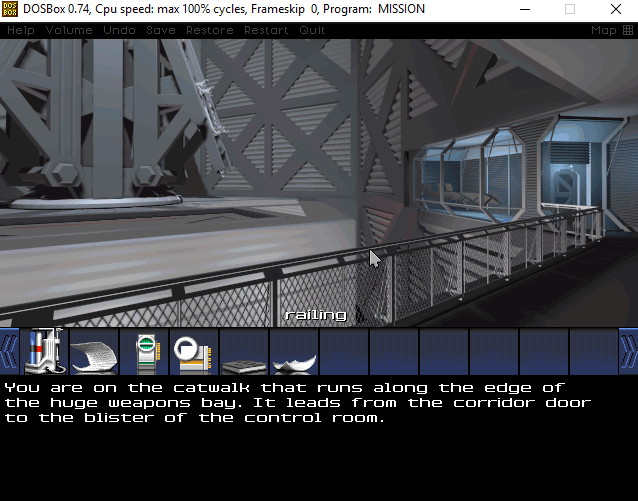 DOS
BOX
DOSBox 0.74, Cpu speed: max 100% cycles, Frameskip 0, Program: MISSION
Help Volume Undo Save Restore Restart Quit Map
railing
You are on the catwalk that runs along the edge of
the huge weapons bay. It leads from the corridor door
to the blister of the control room.